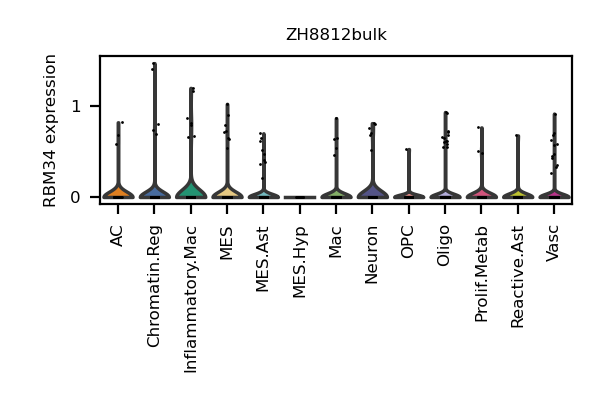 ZH8812bulk
RBM34 expression
1
0
AC
Chromatin.Reg
Inflammatory.Mac
MES
MES.Ast
MES.Hyp
Mac
Neuron
OPC
Oligo
Prolif.Metab
Reactive.Ast
Vasc